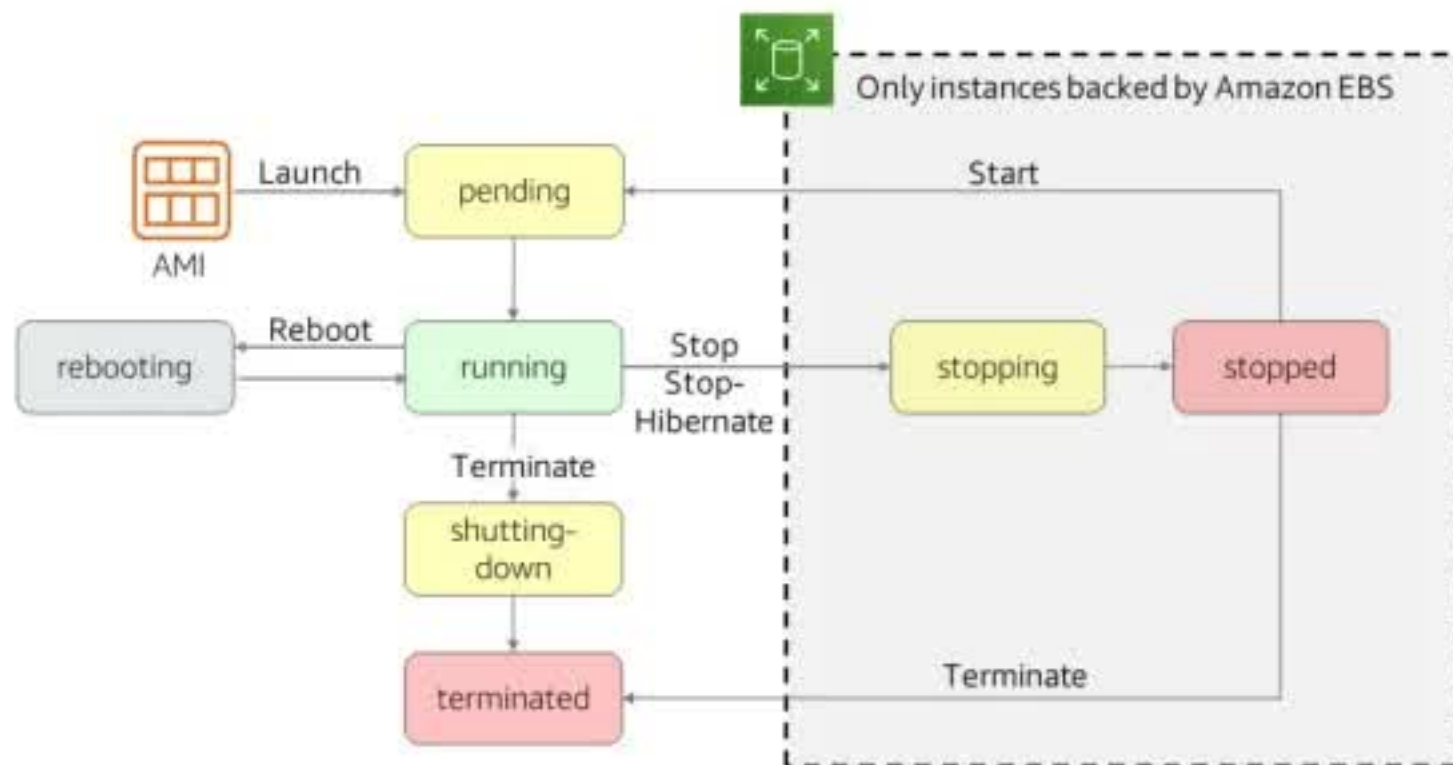 Only instances backed by Amazon EBS
Launch
pending
Start
AMI
rebooting
Reboot
running
Stop
Stop-
Hibernate
stopping
stopped
Terminate
shutting-
down
terminated
Terminate